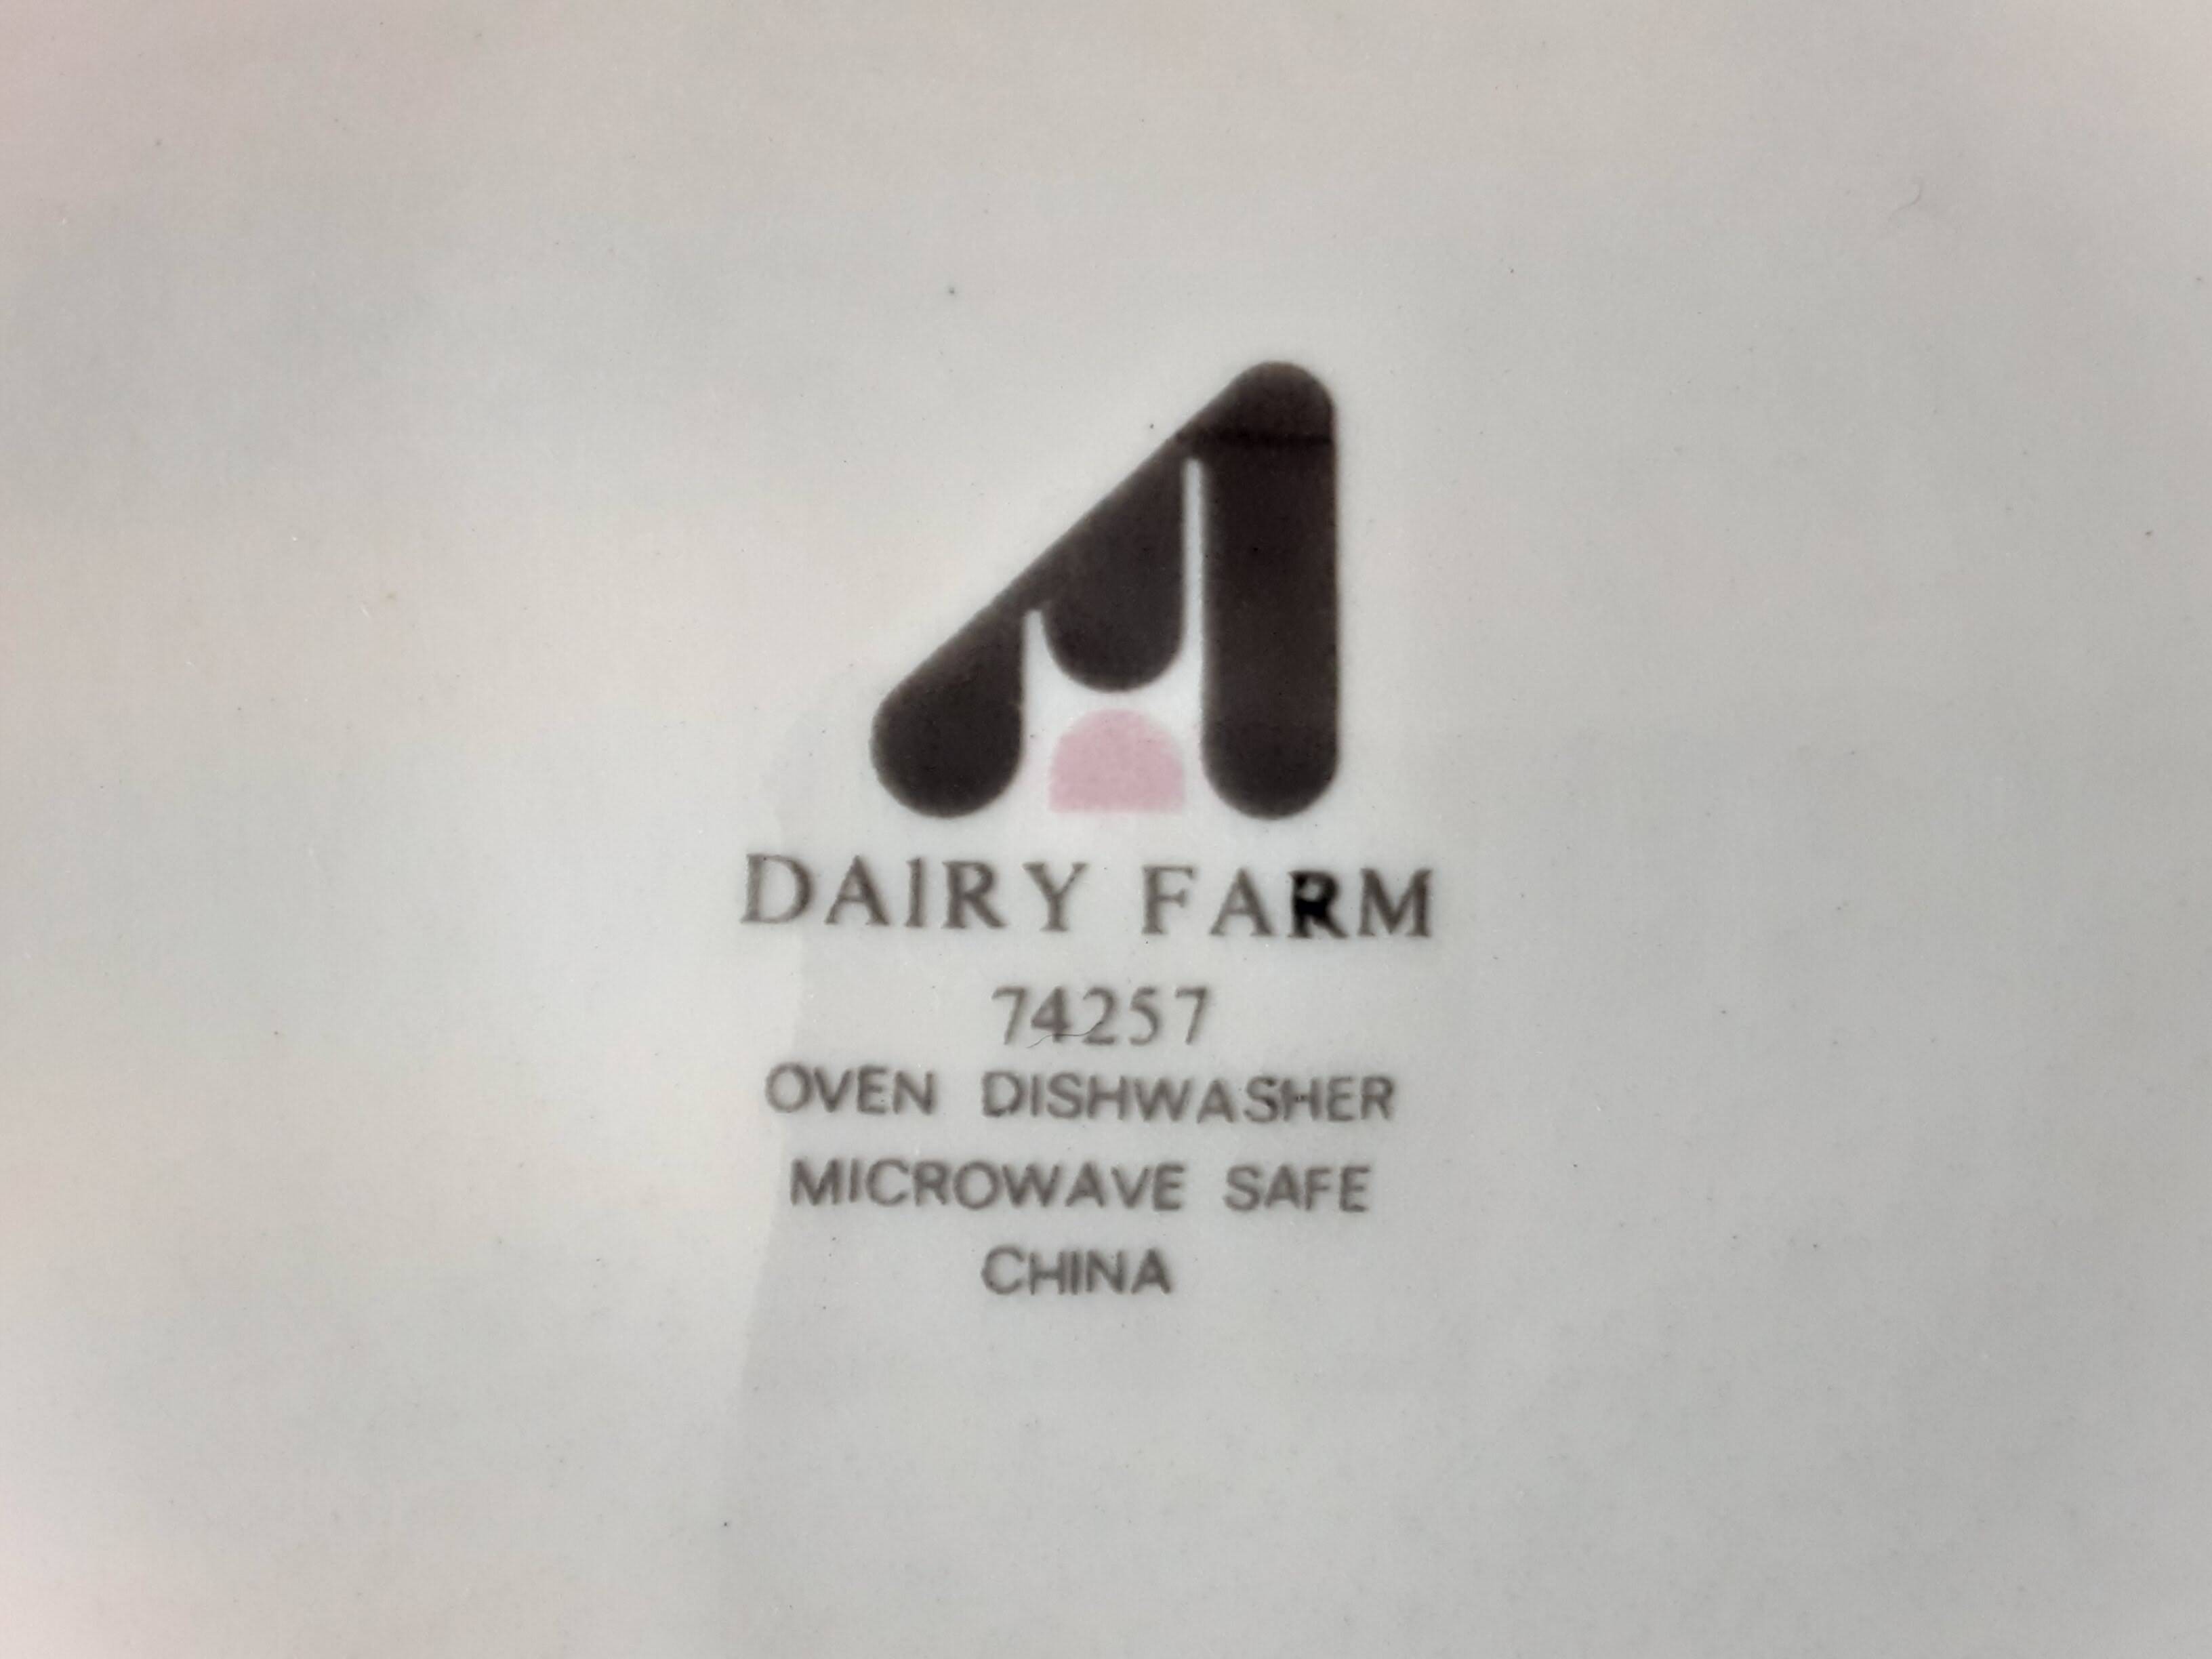 DAIRY FARM
74257
OVEN DISHWASHER
MICROWAVE SAFE
CHINA